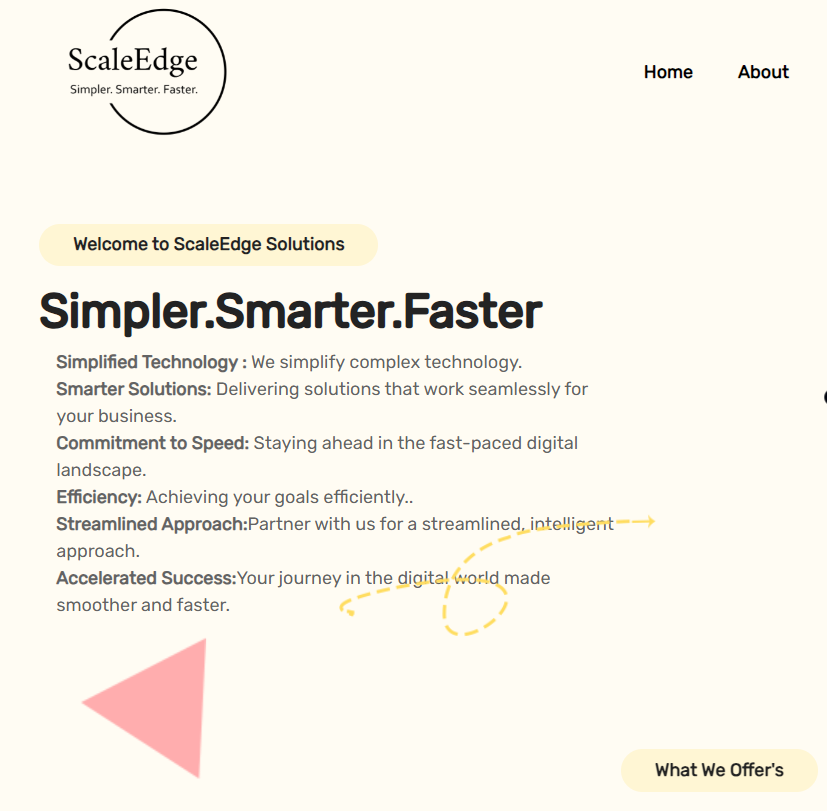 ScaleEdge
Simpler. Smarter. Faster.
Home About
Welcome to ScaleEdge Solutions
Simpler.Smarter.Faster
Simplified Technology : We simplify complex technology.
Smarter Solutions: Delivering solutions that work seamlessly for
your business.
Commitment to Speed: Staying ahead in the fast-paced digital
landscape.
Efficiency: Achieving your goals efficiently..
Streamlined Approach:Partner with us for a streamlined, intelligent
approach.
Accelerated Success:Your journey in the digital world made
smoother and faster.
What We Offer's